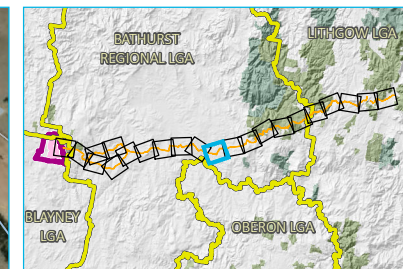 BATHURST
REGIONAL LGA
LITHGOW LGA
BLAYNEY
LGA
OBERON LGA